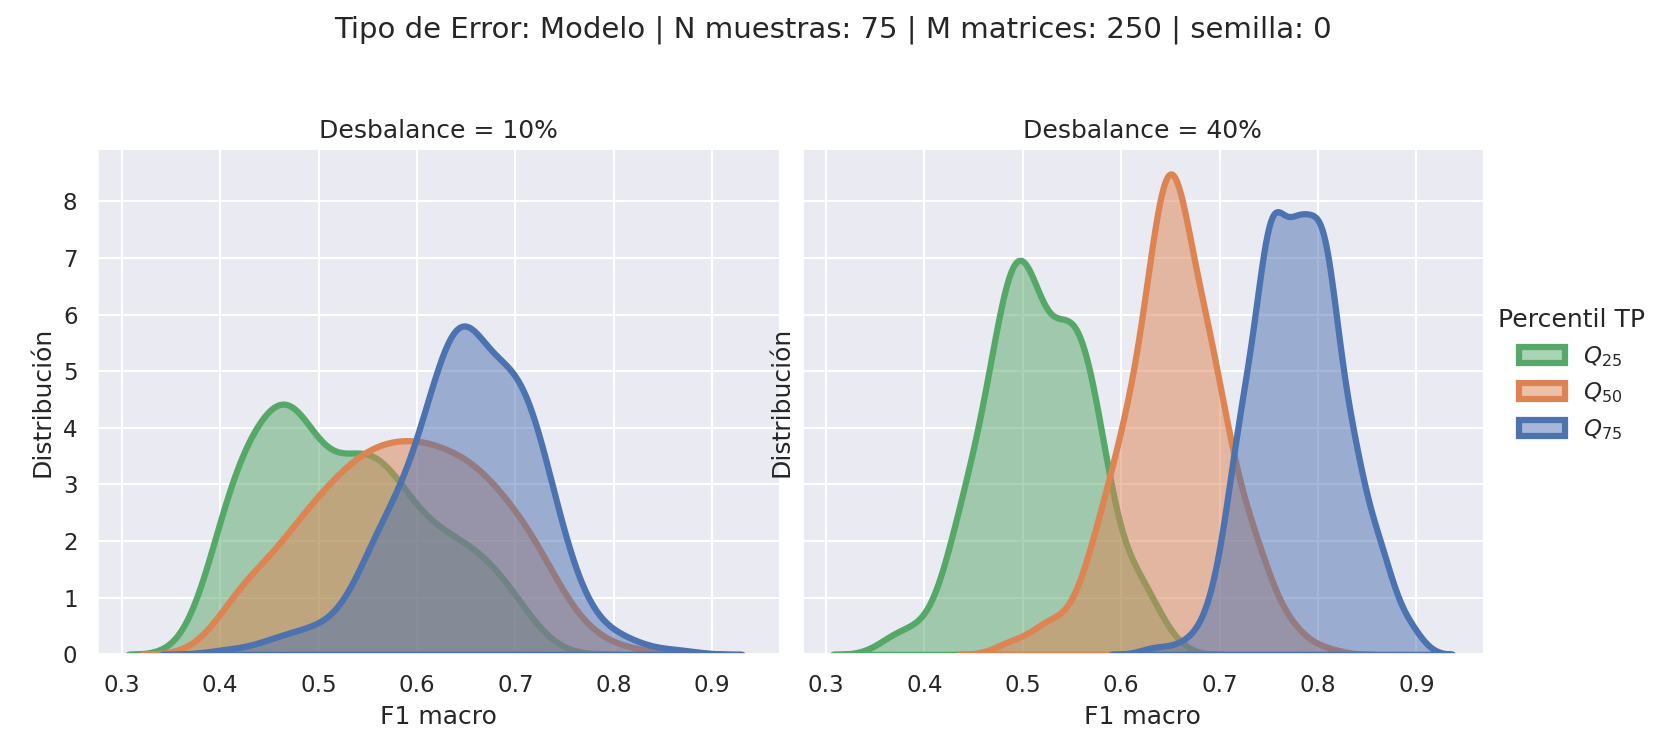 Tipo de Error: Modelo | N muestras: 75 | M matrices: 250 | semilla: 0
Desbalance = 10%
Desbalance = 40%
Distribución
8
7
6
5
4
3
2
1
0
0.3 0.4 0.5 0.6 0.7 0.8 0.9
F1 macro
Distribución
0.3 0.4 0.5 0.6 0.7 0.8 0.9
F1 macro
Percentil TP
Q25
Q50
Q75